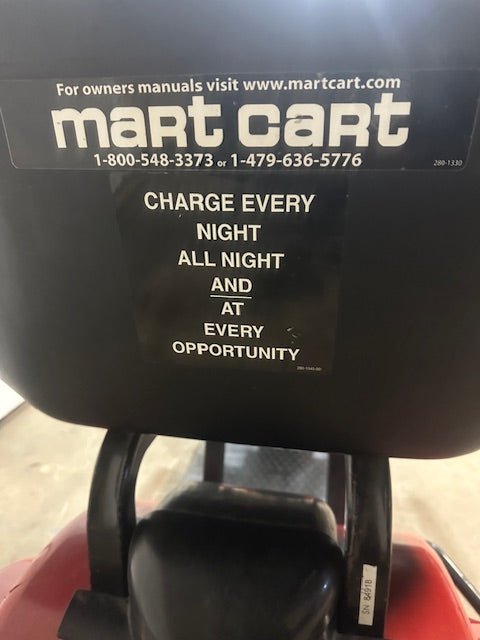 For owners manuals visit www.martcart.com
mart cart
1-800-548-3373 or 1-479-636-5776
280-1330
CHARGE EVERY
NIGHT
ALL NIGHT
AND
AT
EVERY
OPPORTUNITY
SN 84918